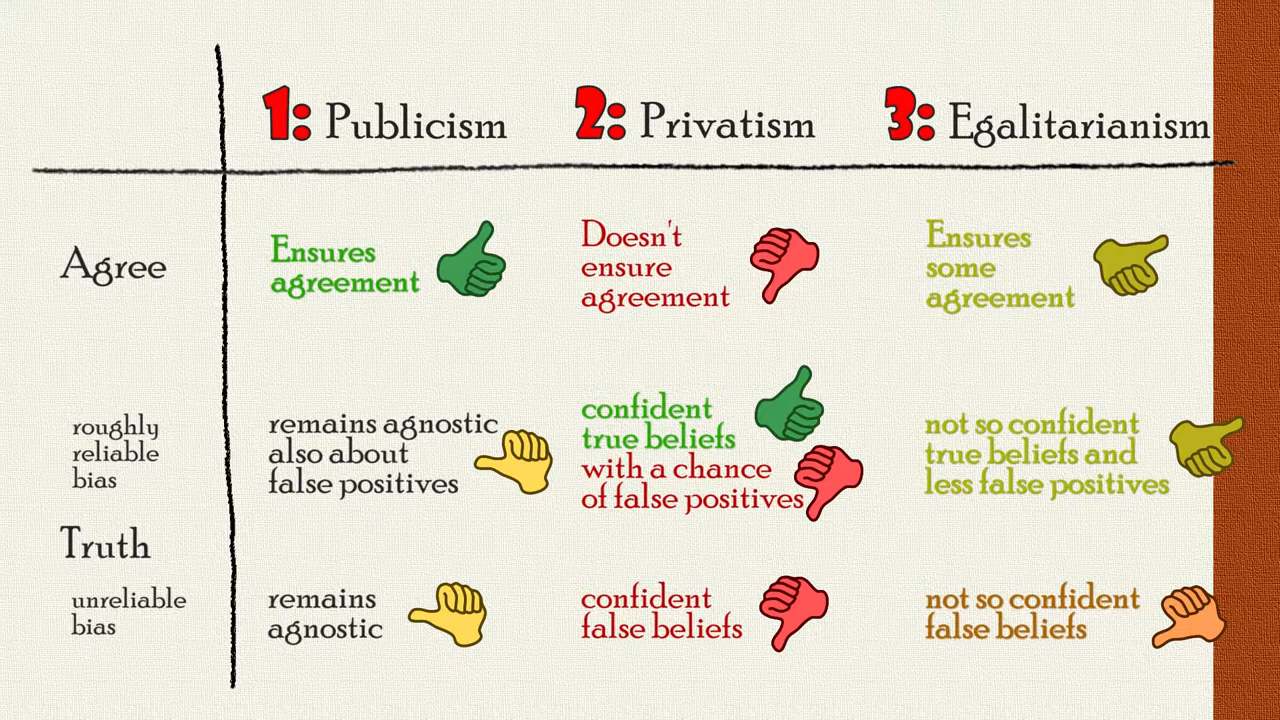 1: Publicism
2: Privatism
3: Egalitarianism
Agree
Ensures
agreement
Doesn't
ensure
agreement
Ensures
some
agreement
roughly
reliable
bias
remains agnostic
also about
false positives
confident
true beliefs
with a chance
of false positives
not so confident
true beliefs and
less false positives
Truth
unreliable
bias
remains
agnostic
confident
false beliefs
not so confident
false beliefs